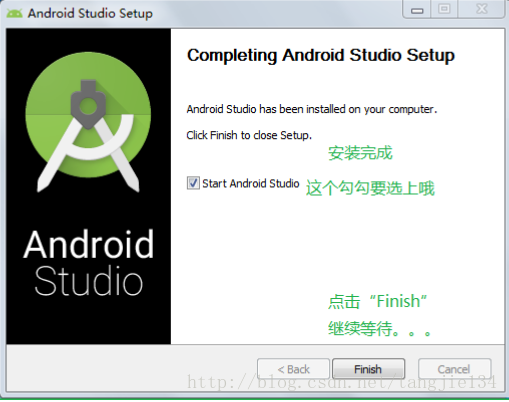 Android Studio Setup
Completing Android Studio Setup
Android Studio has been installed on your computer.
Click Finish to close Setup.
安装完成
Start Android Studio
这个勾勾要选上哦
Android
Studio
点击“Finish”
继续等待。。。
< Back
Finish
Cancel
http://blog.csdn.net/tangjie134